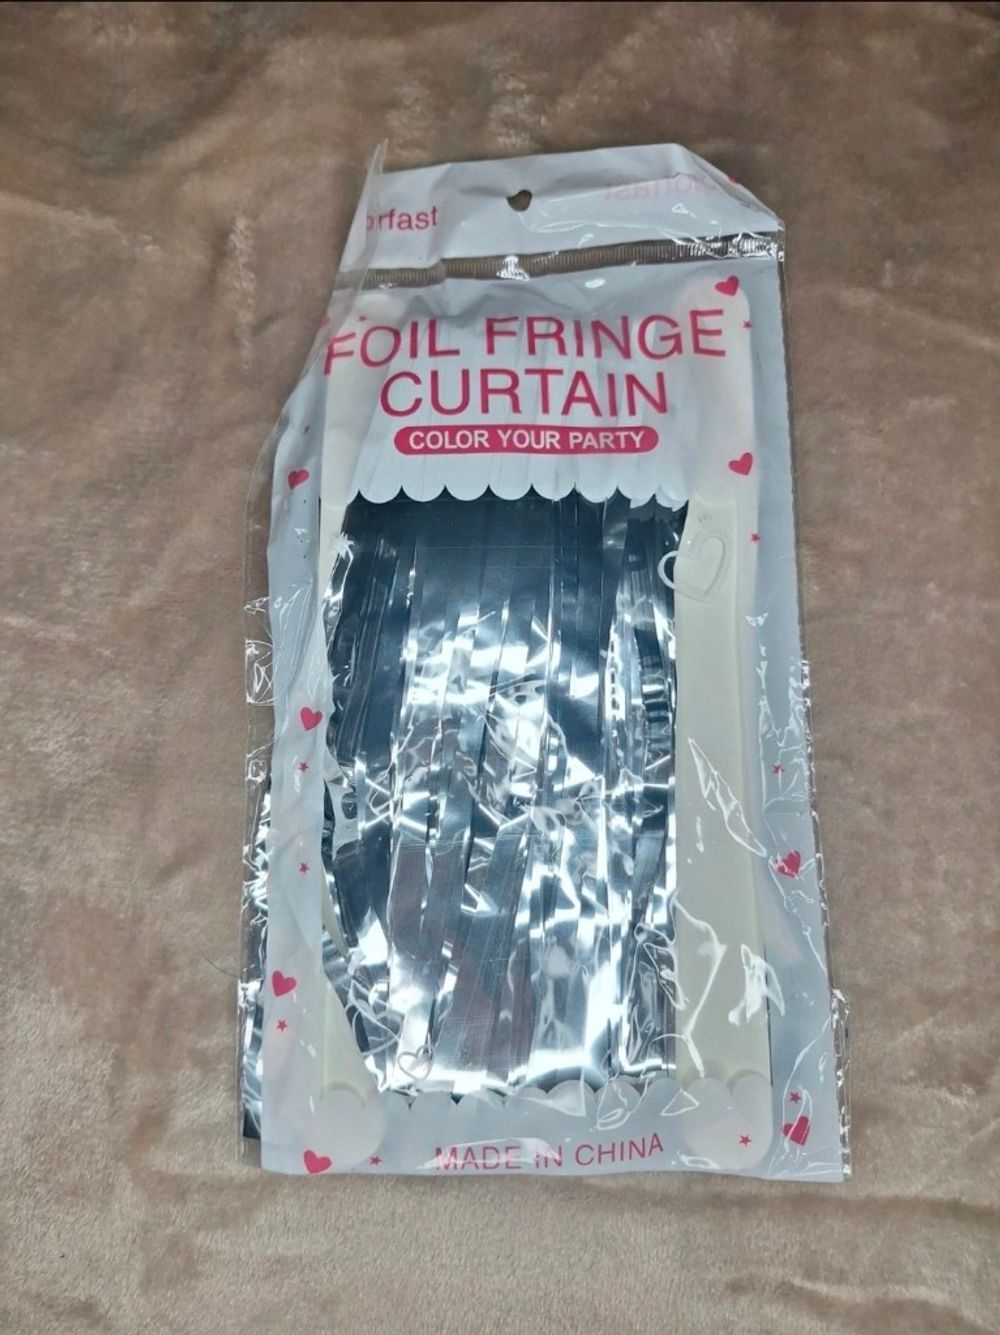 orfast
FOIL FRINGE
CURTAIN
COLOR YOUR PARTY
MADE IN CHINA